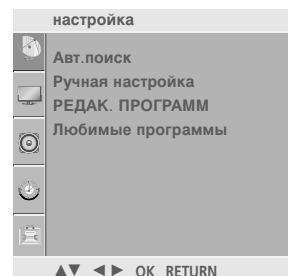 настройка
Авт.поиск
Ручная настройка
РЕДАК. ПРОГРАММ
Любимые программы
▲▼ ◄► OK RETURN